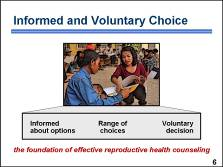 Informed and Voluntary Choice
Informed Range of Voluntary
about options choices decision
the foundation of effective reproductive health counseling
6